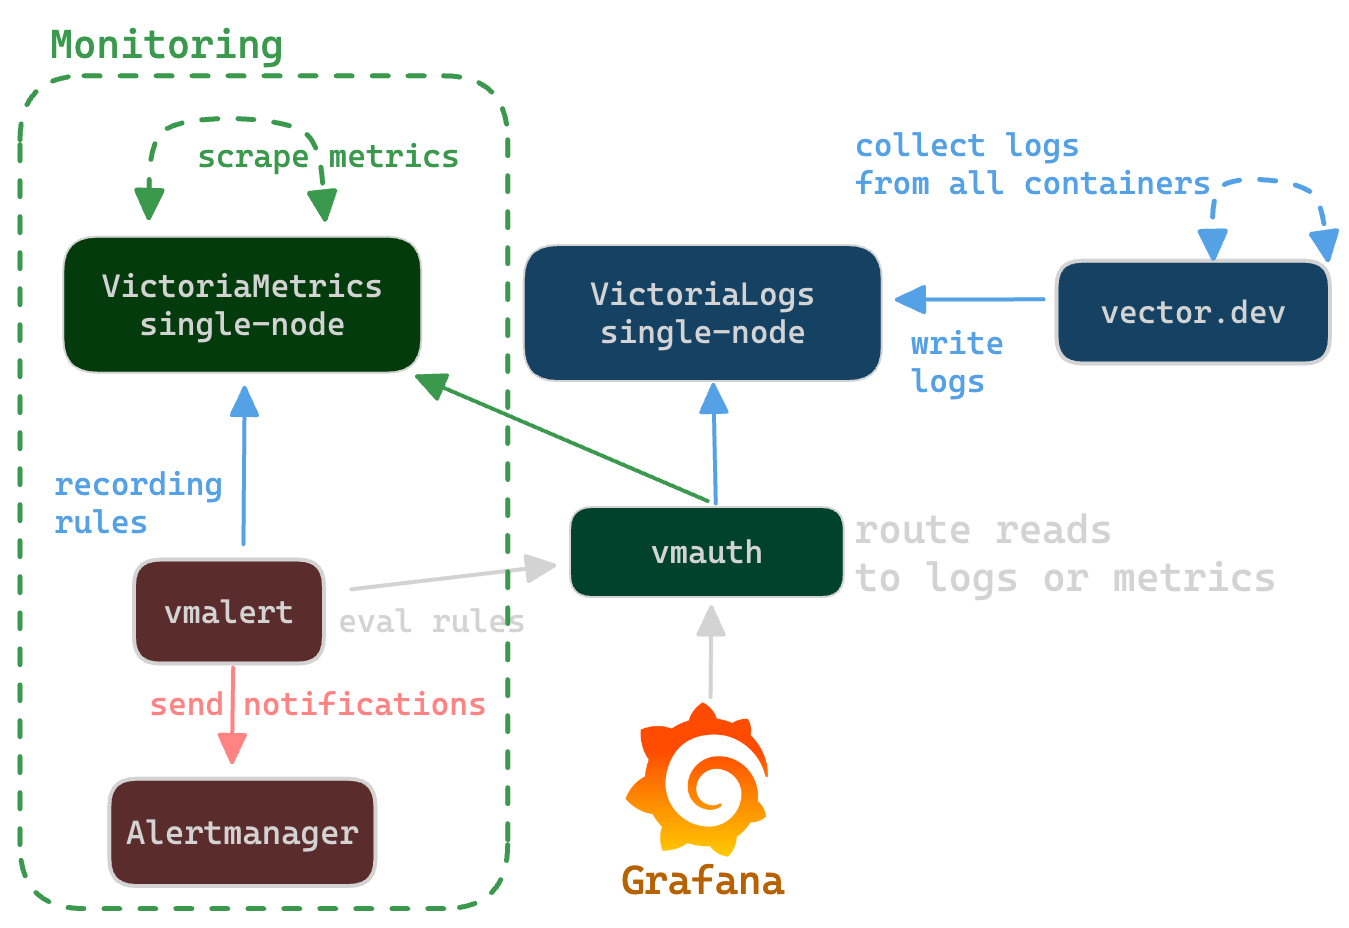 Monitoring
scrape metrics
VictoriaMetrics
single-node
recording
rules
vmalert
eval rules
send notifications
Alertmanager
VictoriaLogs
single-node
write
logs
collect logs
from all containers
vector.dev
vmauth
route reads
to logs or metrics
Grafana